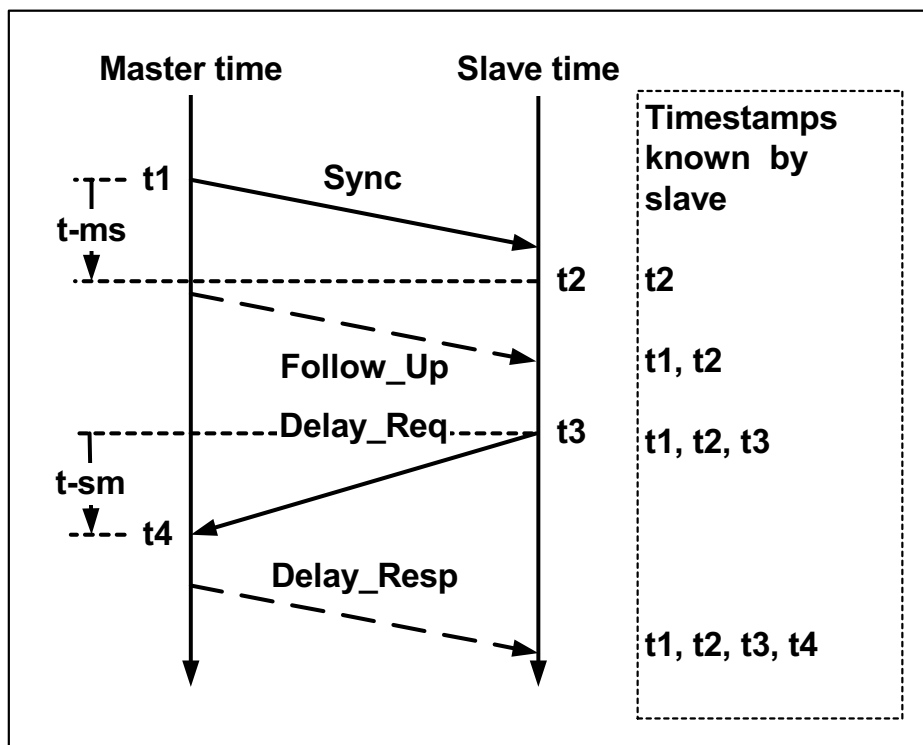 Master time
Slave time
Timestamps
known by
slave
t1
Sync
t-ms
t2
t2
Follow_Up
t1, t2
Delay_Req
t3
t1, t2, t3
t-sm
t4
Delay_Resp
t1, t2, t3, t4